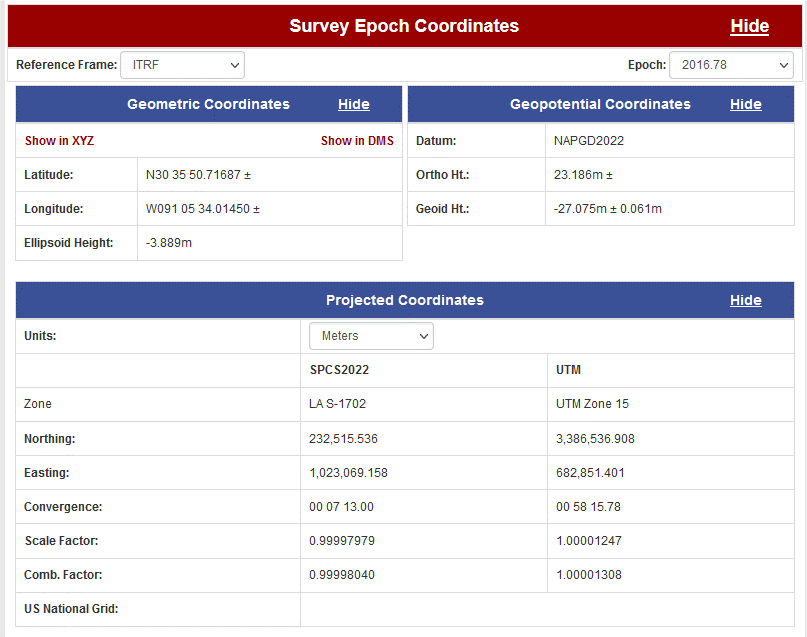 Survey Epoch Coordinates Hide
Reference Frame: ITRF Epoch: 2016.78
Geometric Coordinates Hide
Show in XYZ Show in DMS
Latitude: N30 35 50.71687 ±
Longitude: W091 05 34.01450 ±
Ellipsoid Height: -3.889m
Geopotential Coordinates Hide
Datum: NAPGD2022
Ortho Ht.: 23.186m ±
Geoid Ht.: -27.075m ± 0.061m
Projected Coordinates Hide
Units: Meters
SPCS2022 UTM
Zone LA S-1702 UTM Zone 15
Northing: 232,515.536 3,386,536.908
Easting: 1,023,069.158 682,851.401
Convergence: 00 07 13.00 00 58 15.78
Scale Factor: 0.99997979 1.00001247
Comb. Factor: 0.99998040 1.00001308
US National Grid: